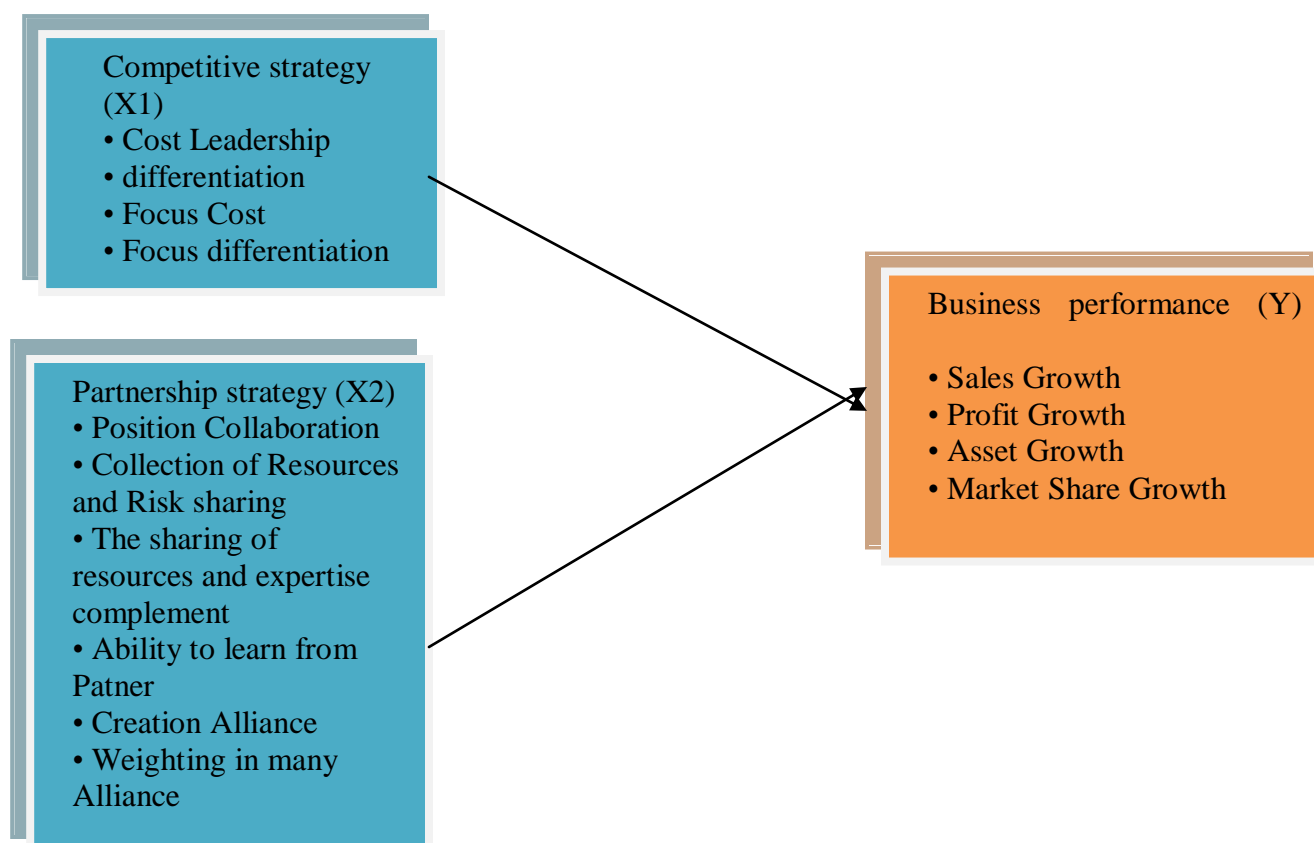 Competitive strategy
(X1)
• Cost Leadership
• differentiation
• Focus Cost
• Focus differentiation
Partnership strategy (X2)
• Position Collaboration
• Collection of Resources
and Risk sharing
• The sharing of
resources and expertise
complement
• Ability to learn from
Patner
• Creation Alliance
• Weighting in many
Alliance
Business performance (Y)
• Sales Growth
• Profit Growth
• Asset Growth
• Market Share Growth